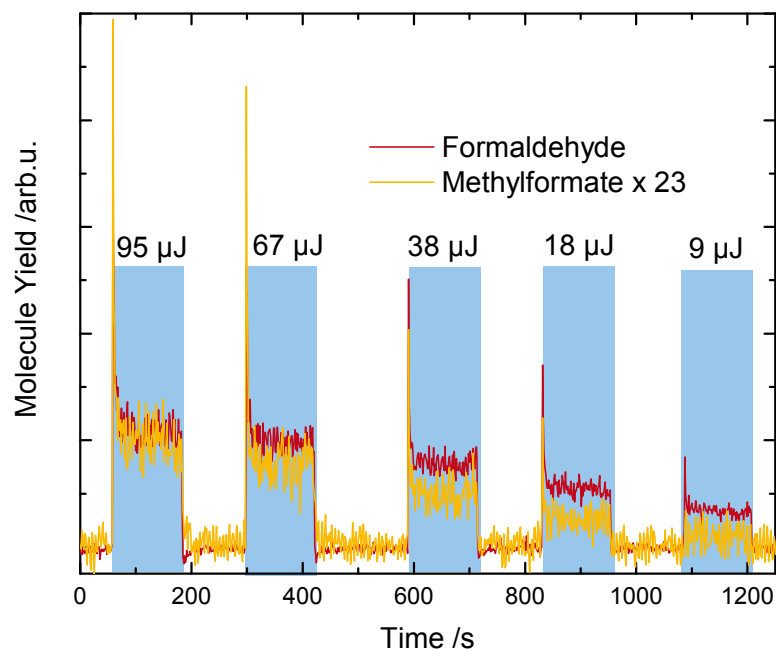 Formaldehyde
Methylformate x 23
95 µJ 67 µJ 38 µJ 18 µJ 9 µJ
Molecule Yield /arb.u.
0 200 400 600 800 1000 1200
Time /s